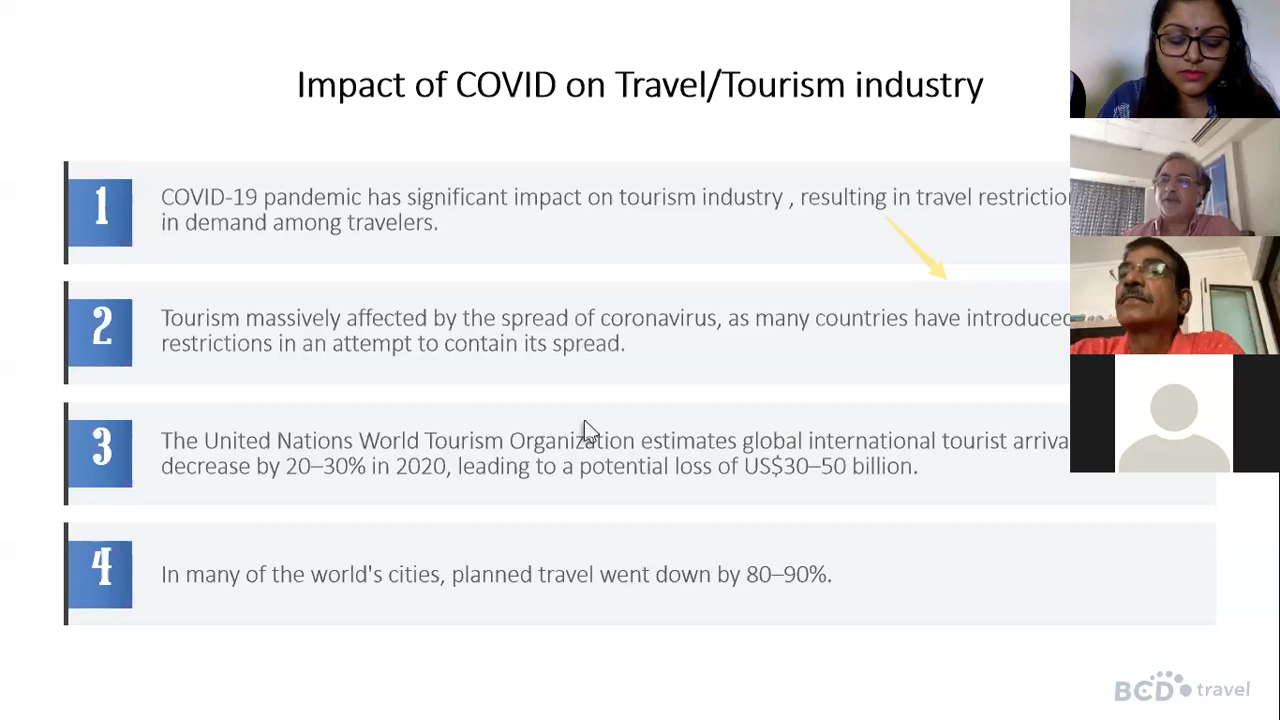 Impact of COVID on Travel/Tourism industry
1
COVID-19 pandemic has significant impact on tourism industry , resulting in travel
in demand among travelers.
2
Tourism massively affected by the spread of coronavirus, as many countries have introduced
restrictions in an attempt to contain its spread.
3
The United Nations World Tourism Organization estimates global international tourist
decrease by 20–30% in 2020, leading to a potential loss of US$30–50 billion.
4
In many of the world's cities, planned travel went down by 80–90%.
BCD travel